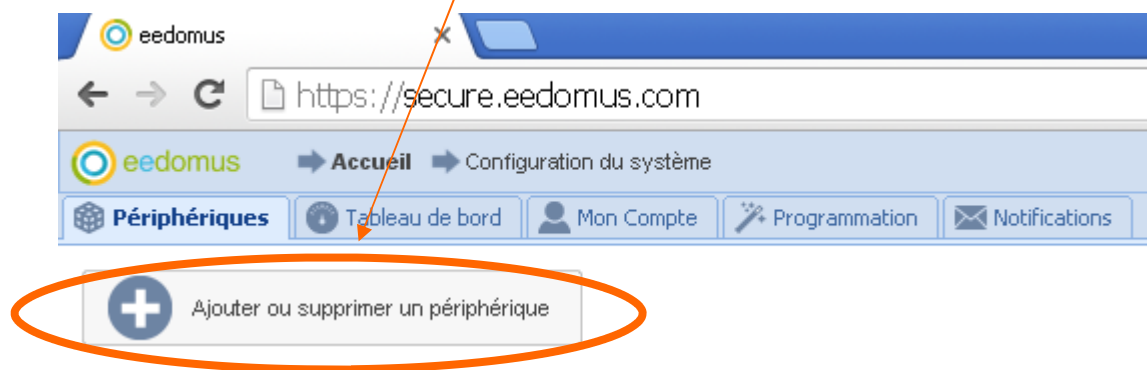 eedomus
https://secure.eedomus.com
eedomus Accueil Configuration du système
Périphériques Tableau de bord Mon Compte Programmation Notifications
Ajouter ou supprimer un périphérique